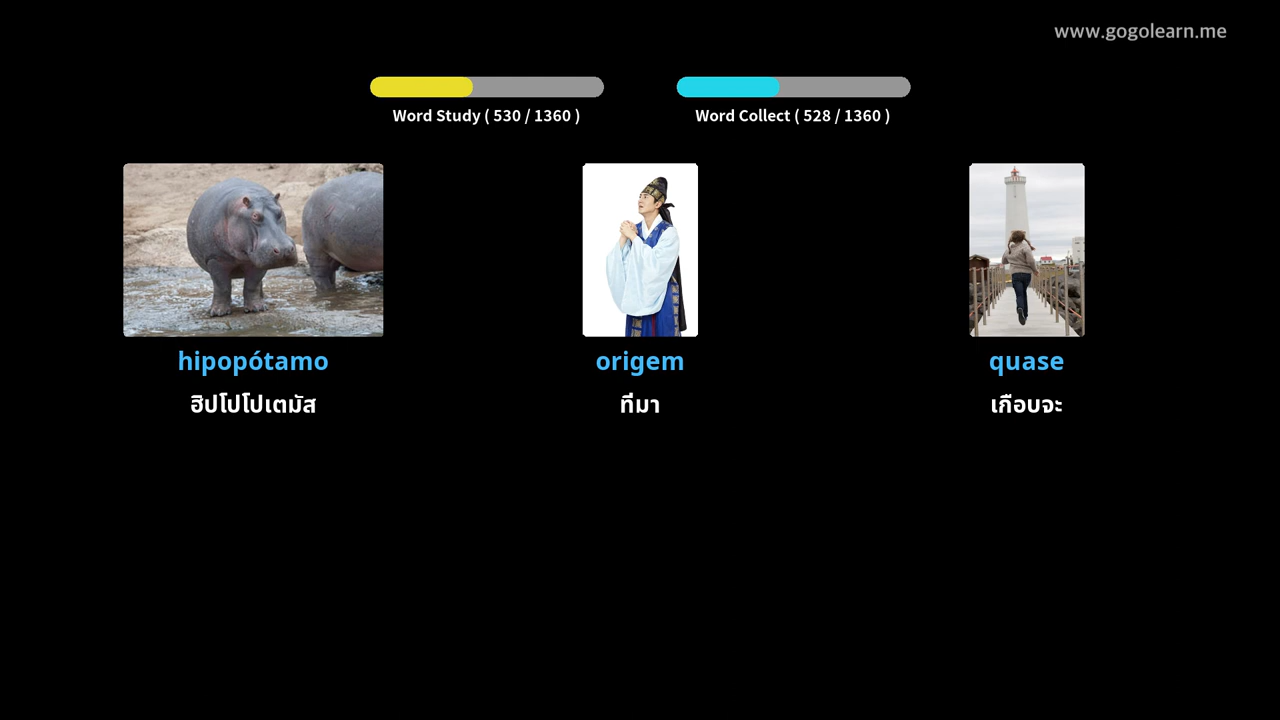 www.gogolearn.me
Word Study ( 530 / 1360 )
Word Collect ( 528 / 1360 )
hipopótamo
origem
quase
ฮิปโปโปเตมัส
ที่มา
เกือบจะ